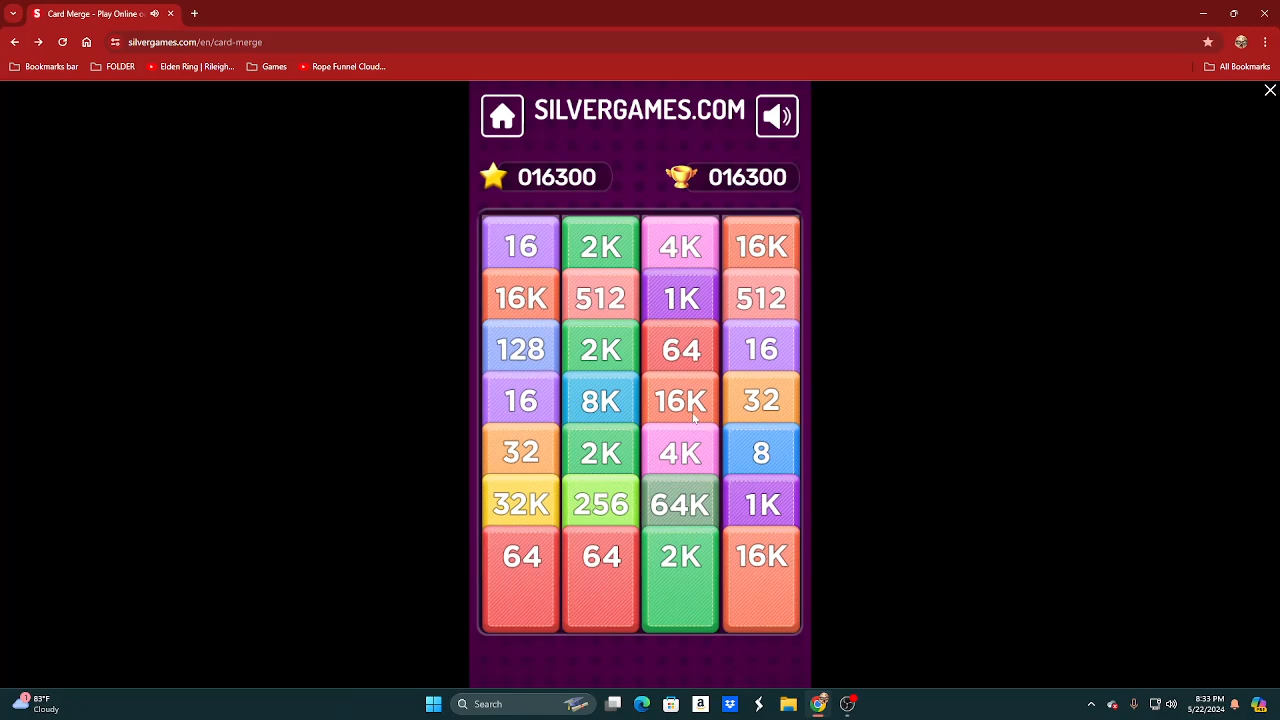 Card Merge - Play Online o
silvergames.com/en/card-merge
Bookmarks bar FOLDER Elden Ring | Rileigh... Games Rope Funnel Cloud... All Bookmarks
SILVERGAMES.COM
016300 016300
16 2K 4K 16K
16K 512 1K 512
128 2K 64 16
16 8K 16K 32
32 2K 4K 8
32K 256 64K 1K
64 64 2K 16K
1 83°F
Cloudy
Search
a
8:33 PM
5/22/2024